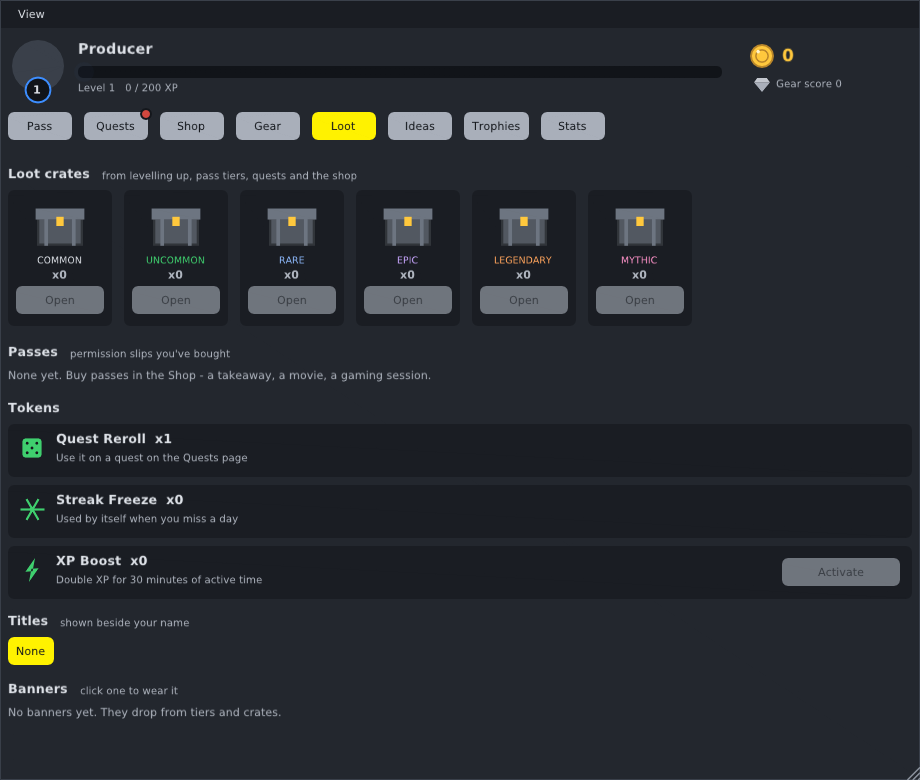 View
Producer
0
1
Level 1 0 / 200 XP
Gear score 0
Pass Quests Shop Gear Loot Ideas Trophies Stats
Loot crates from levelling up, pass tiers, quests and the shop
COMMON UNCOMMON RARE EPIC LEGENDARY MYTHIC
x0 x0 x0 x0 x0 x0
Open Open Open Open Open Open
Passes permission slips you've bought
None yet. Buy passes in the Shop - a takeaway, a movie, a gaming session.
Tokens
Quest Reroll x1
Use it on a quest on the Quests page
Streak Freeze x0
Used by itself when you miss a day
XP Boost x0
Double XP for 30 minutes of active time
Activate
Titles shown beside your name
None
Banners click one to wear it
No banners yet. They drop from tiers and crates.